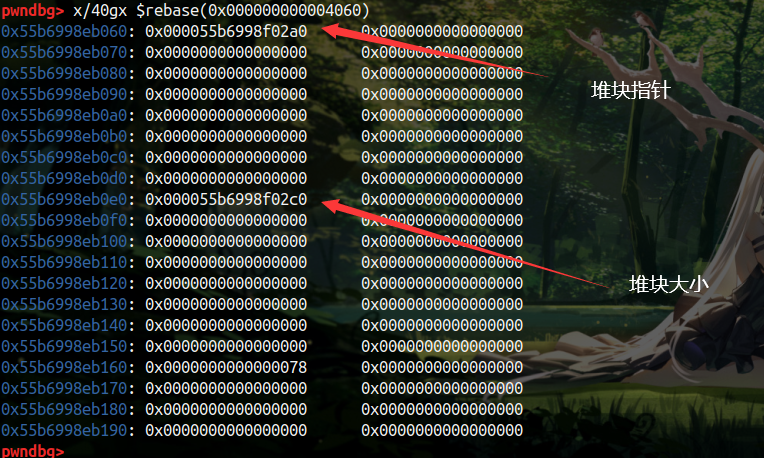 pwndbg> x/40gx $rebase(0x000000000004060)
0x55b6998eb060: 0x000055b6998f02a0 0x0000000000000000
堆块指针
0x55b6998eb070: 0x0000000000000000 0x0000000000000000
0x55b6998eb080: 0x0000000000000000 0x0000000000000000
0x55b6998eb090: 0x0000000000000000 0x0000000000000000
0x55b6998eb0a0: 0x0000000000000000 0x0000000000000000
0x55b6998eb0b0: 0x0000000000000000 0x0000000000000000
0x55b6998eb0c0: 0x0000000000000000 0x0000000000000000
0x55b6998eb0d0: 0x0000000000000000 0x0000000000000000
0x55b6998eb0e0: 0x000055b6998f02c0 0x0000000000000000
堆块大小
0x55b6998eb0f0: 0x0000000000000000 0x0000000000000000
0x55b6998eb100: 0x0000000000000000 0x0000000000000000
0x55b6998eb110: 0x0000000000000000 0x0000000000000000
0x55b6998eb120: 0x0000000000000000 0x0000000000000000
0x55b6998eb130: 0x0000000000000000 0x0000000000000000
0x55b6998eb140: 0x0000000000000000 0x0000000000000000
0x55b6998eb150: 0x0000000000000000 0x0000000000000000
0x55b6998eb160: 0x0000000000000078 0x0000000000000000
0x55b6998eb170: 0x0000000000000000 0x0000000000000000
0x55b6998eb180: 0x0000000000000000 0x0000000000000000
0x55b6998eb190: 0x0000000000000000 0x0000000000000000
pwndbg>